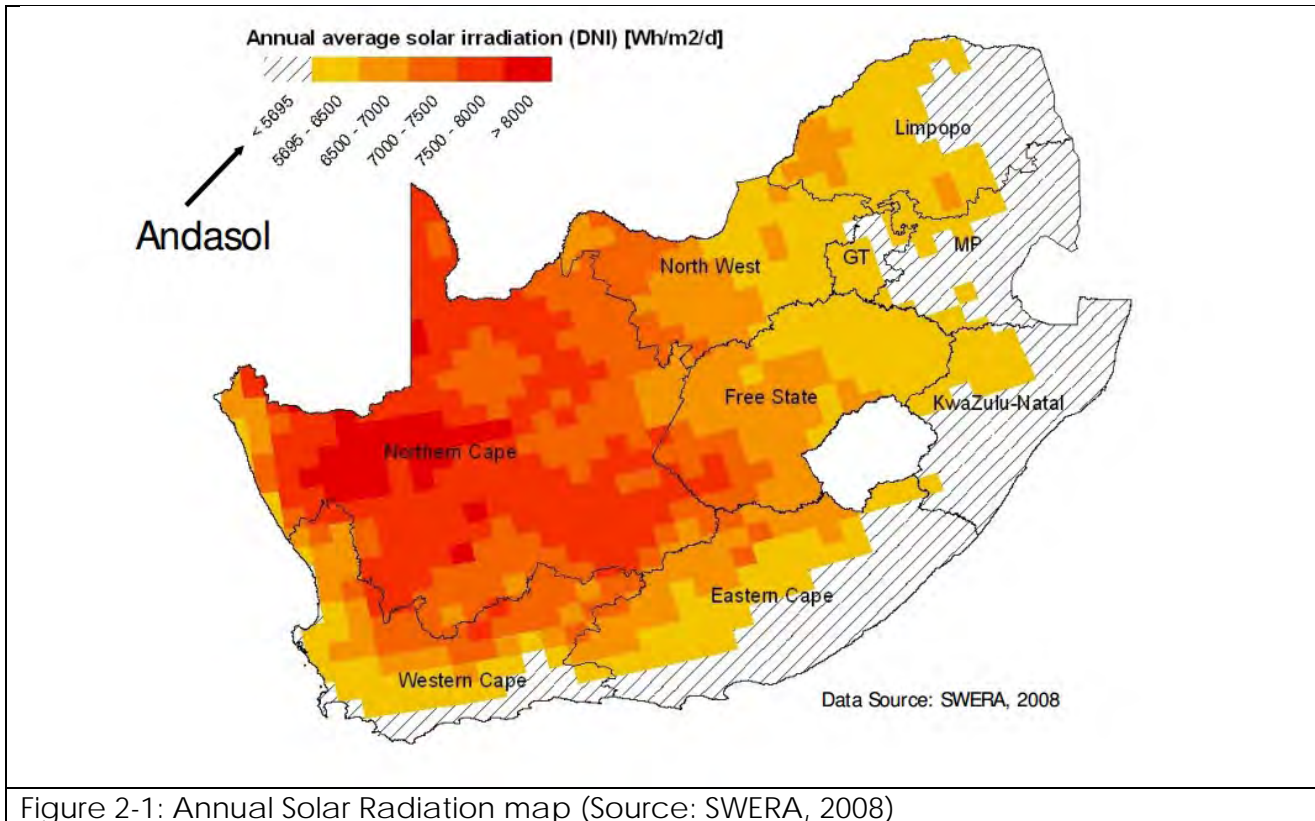 Annual average solar irradiation (DNI) [Wh/m2/d]
< 5695
5695 - 6500
6500 - 7000
7000 - 7500
7500 - 8000
> 8000
Andasol
Limpopo
North West
GT
MP
Free State
KwaZulu-Natal
Northern Cape
Eastern Cape
Western Cape
Data Source: SWERA, 2008
Figure 2-1: Annual Solar Radiation map (Source: SWERA, 2008)